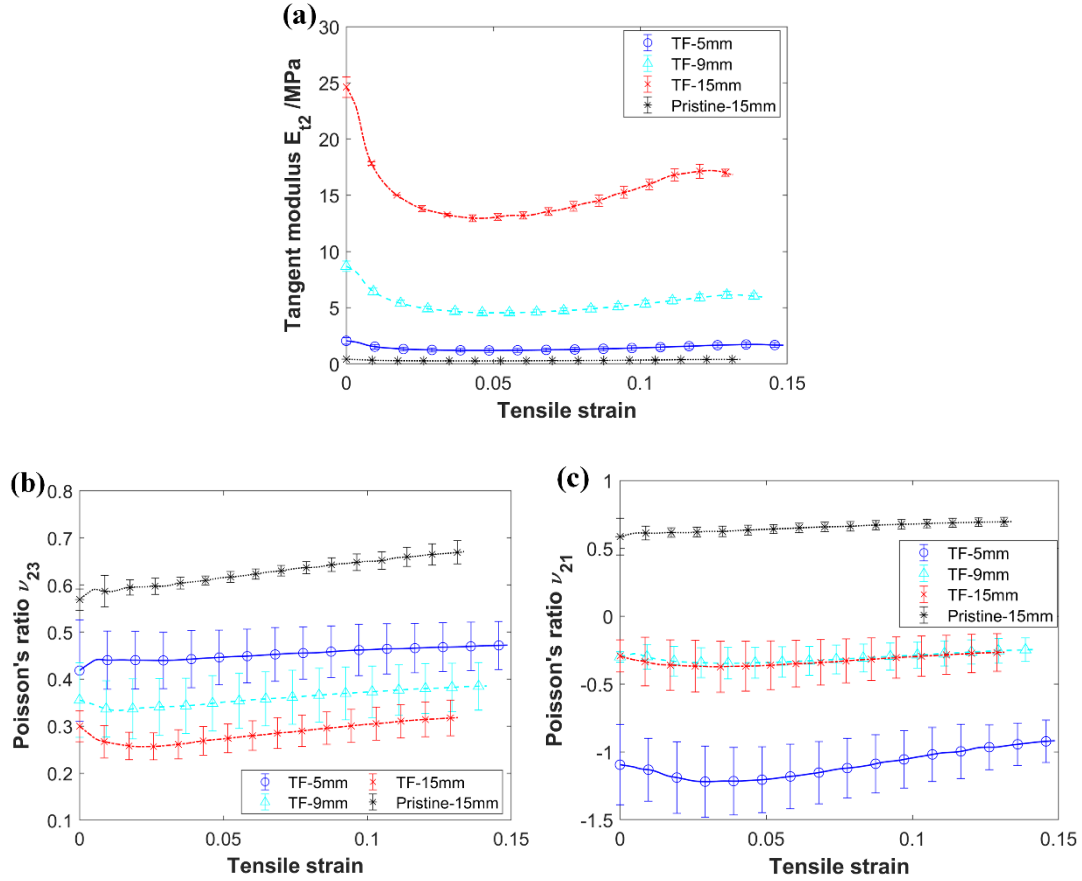 (a)
Tangent modulus E_t2 /MPa
30
25
20
15
10
5
0
0
0.05
0.1
0.15
Tensile strain
TF-5mm
TF-9mm
TF-15mm
Pristine-15mm
(b)
Poisson's ratio ν_23
0.8
0.7
0.6
0.5
0.4
0.3
0.2
0.1
0
0.05
0.1
0.15
Tensile strain
TF-5mm
TF-9mm
TF-15mm
Pristine-15mm
(c)
Poisson's ratio ν_21
1
0.5
0
-0.5
-1
-1.5
0
0.05
0.1
0.15
Tensile strain
TF-5mm
TF-9mm
TF-15mm
Pristine-15mm